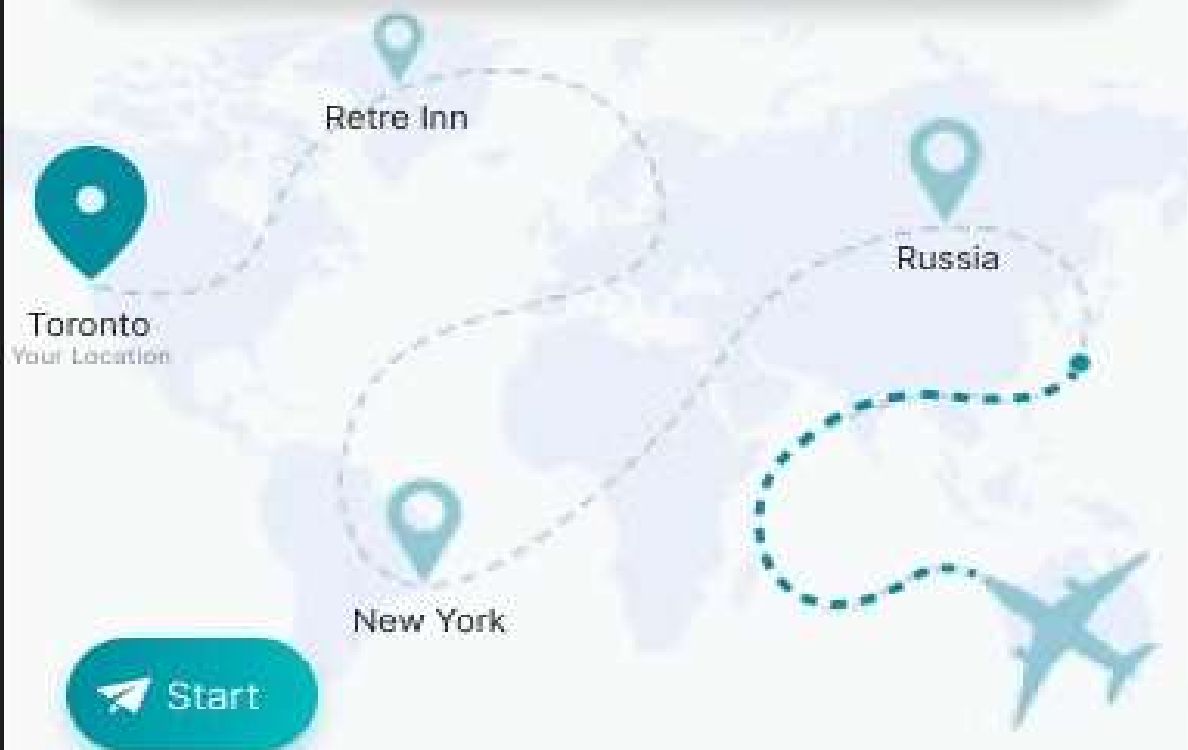 Retre Inn
Russia
Toronto
Your Location
New York
Start